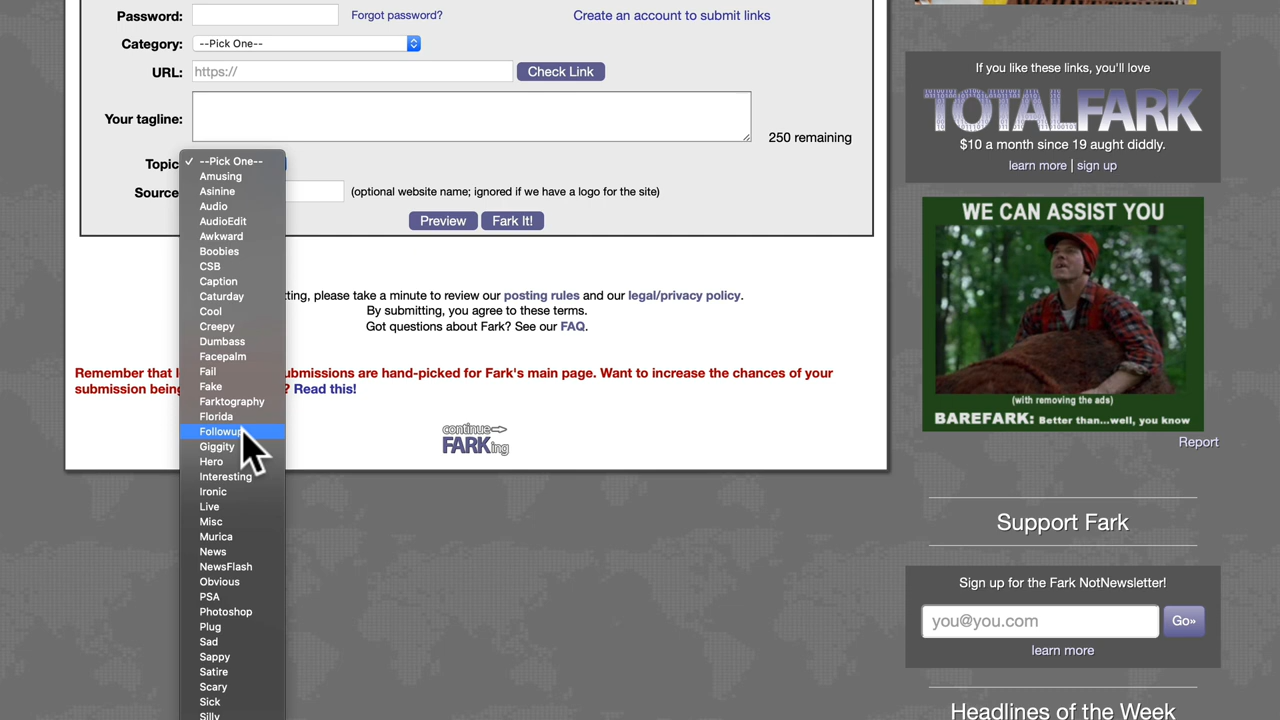 Password:
Forgot password?
Create an account to submit links
Category:
--Pick One--
URL:
https://
Check Link
Your tagline:
250 remaining
Topic
--Pick One--
Amusing
Asinine
Audio
AudioEdit
Awkward
Boobies
CSB
Caption
Caturday
Cool
Creepy
Dumbass
Facepalm
Fail
Fake
Farktography
Florida
Followup
Giggity
Hero
Interesting
Ironic
Live
Misc
Murica
News
NewsFlash
Obvious
PSA
Photoshop
Plug
Sad
Sappy
Satire
Scary
Sick
Silly
Source
(optional website name; ignored if we have a logo for the site)
Preview
Fark It!
tting, please take a minute to review our posting rules and our legal/privacy policy.
By submitting, you agree to these terms.
Got questions about Fark? See our FAQ.
Remember that
ubmissions are hand-picked for Fark's main page. Want to increase the chances of your
submission bein
? Read this!
continue
FARKing
If you like these links, you'll love
TOTALFARK
$10 a month since 19 aught diddly.
learn more | sign up
WE CAN ASSIST YOU
(with removing the ads)
BAREFARK: Better than...well, you know
Report
Support Fark
Sign up for the Fark NotNewsletter!
you@you.com
Go»
learn more
Headlines of the Week